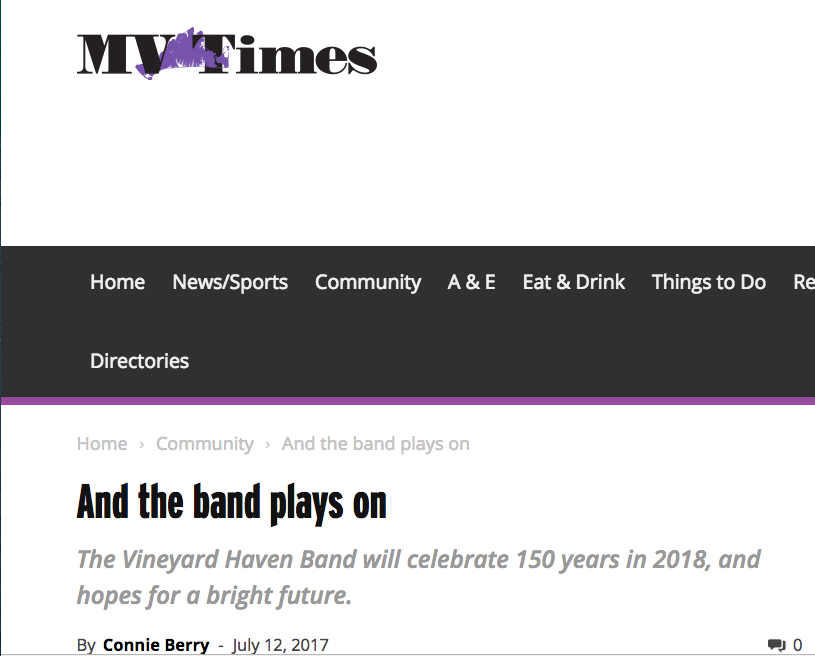 MVTimes
Home News/Sports Community A & E Eat & Drink Things to Do Re
Directories
Home › Community › And the band plays on
And the band plays on
The Vineyard Haven Band will celebrate 150 years in 2018, and
hopes for a bright future.
By Connie Berry - July 12, 2017 0